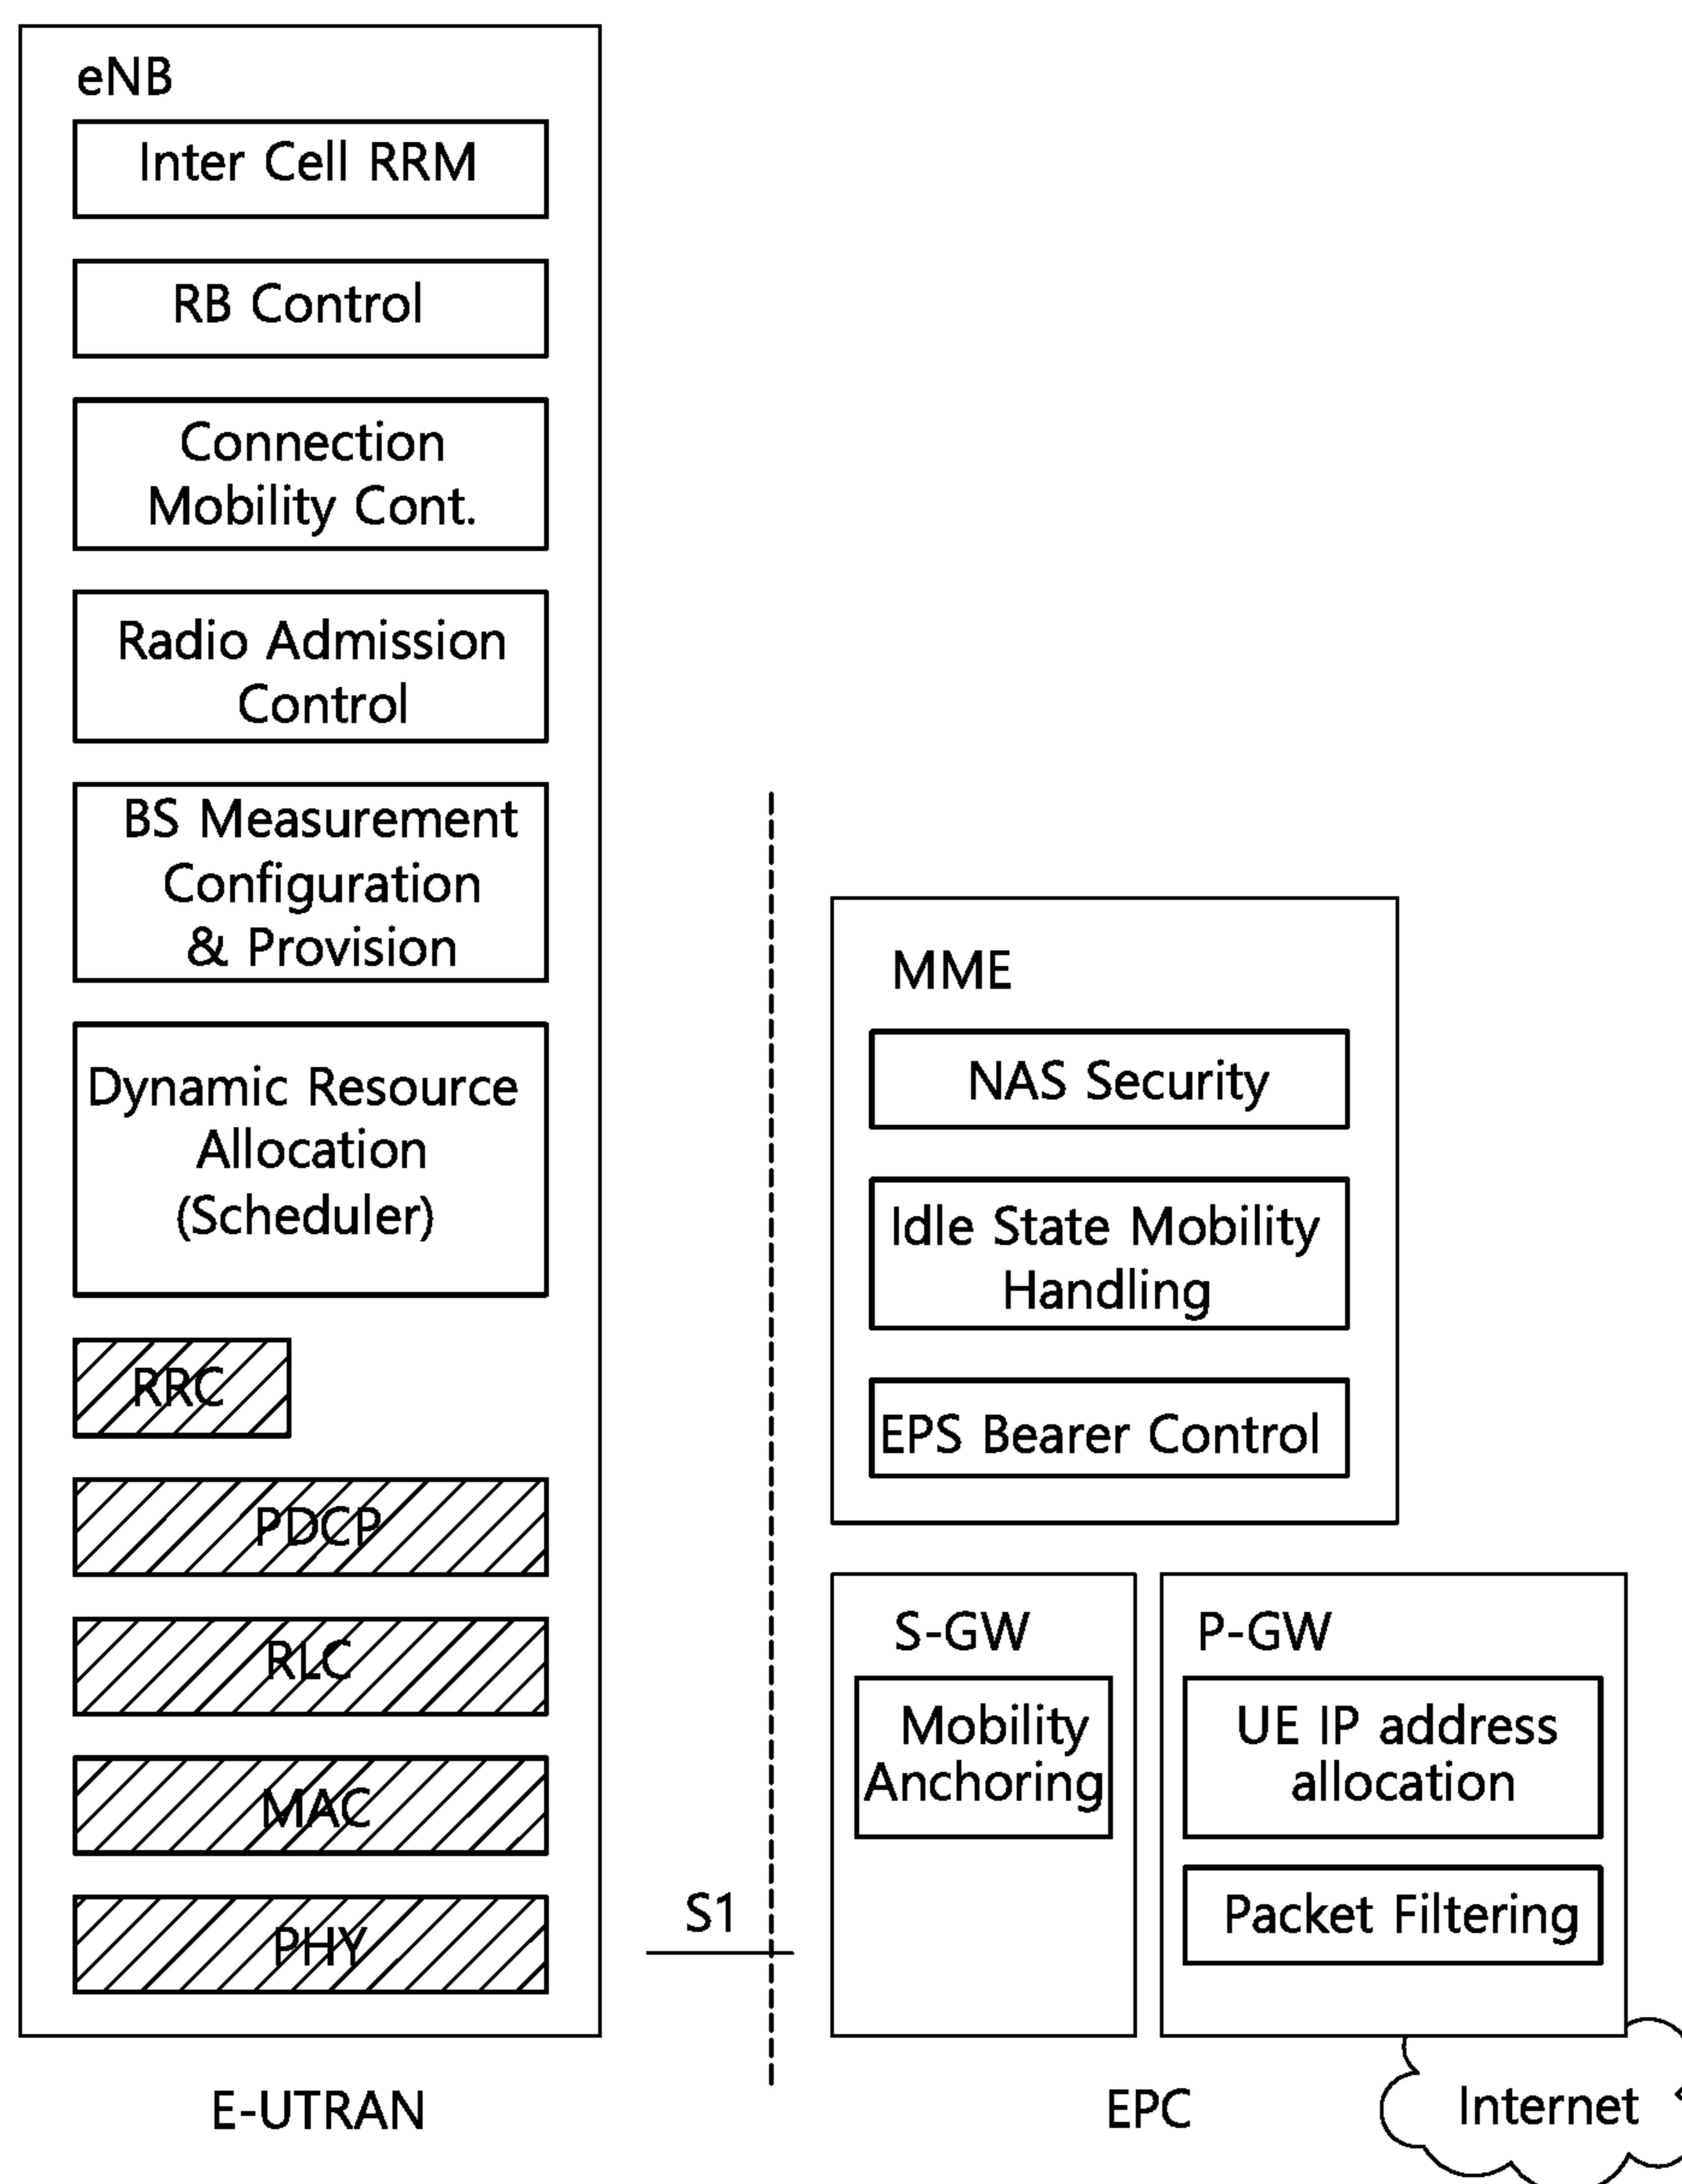 eNB
Inter Cell RRM
RB Control
Connection
Mobility Cont.
Radio Admission
Control
BS Measurement
Configuration
& Provision
Dynamic Resource
Allocation
(Scheduler)
RRC
PDCP
RLC
MAC
PHY
E-UTRAN
S1
MME
NAS Security
Idle State Mobility
Handling
EPS Bearer Control
S-GW
Mobility
Anchoring
P-GW
UE IP address
allocation
Packet Filtering
EPC
Internet